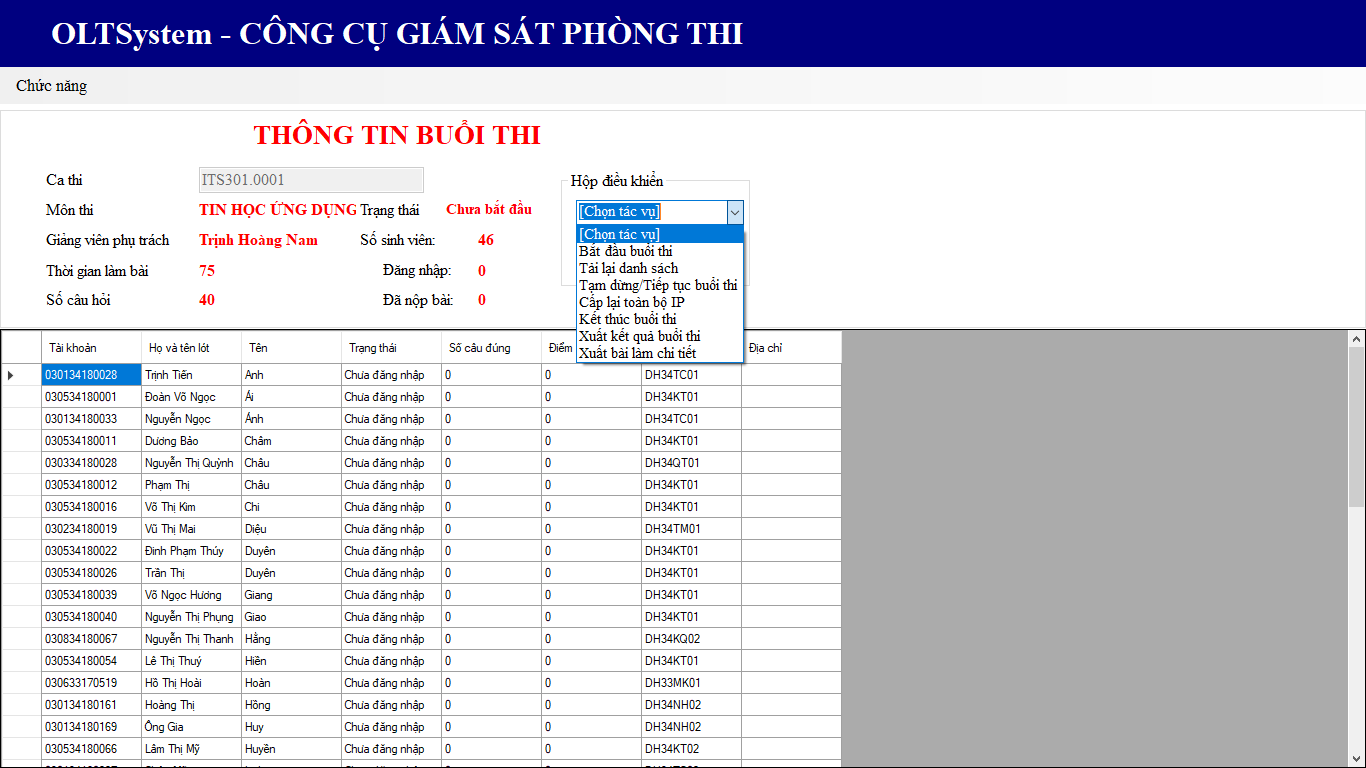 OLTSystem - CÔNG CỤ GIÁM SÁT PHÒNG THI
Chức năng
THÔNG TIN BUỔI THI
Ca thi ITS301.0001
Môn thi TIN HỌC ỨNG DỤNG Trạng thái Chưa bắt đầu
Giảng viên phụ trách Trịnh Hoàng Nam Số sinh viên: 46
Thời gian làm bài 75 Đăng nhập: 0
Số câu hỏi 40 Đã nộp bài: 0
Hộp điều khiển
[Chọn tác vụ]
[Chọn tác vụ]
Bắt đầu buổi thi
Tải lại danh sách
Tạm dừng/Tiếp tục buổi thi
Cấp lại toàn bộ IP
Kết thúc buổi thi
Xuất kết quả buổi thi
Xuất bài làm chi tiết
Tài khoản Họ và tên lót Tên Trạng thái Số câu đúng Điểm Địa chỉ
030134180028 Trịnh Tiến Anh Chưa đăng nhập 0 0 DH34TC01
030534180001 Đoàn Võ Ngọc Ái Chưa đăng nhập 0 0 DH34KT01
030134180033 Nguyễn Ngọc Ánh Chưa đăng nhập 0 0 DH34TC01
030534180011 Dương Bảo Châm Chưa đăng nhập 0 0 DH34KT01
030334180028 Nguyễn Thị Quỳnh Châu Chưa đăng nhập 0 0 DH34QT01
030534180012 Phạm Thị Châu Chưa đăng nhập 0 0 DH34KT01
030534180016 Võ Thị Kim Chi Chưa đăng nhập 0 0 DH34KT01
030234180019 Vũ Thị Mai Diệu Chưa đăng nhập 0 0 DH34TM01
030534180022 Đinh Phạm Thúy Duyên Chưa đăng nhập 0 0 DH34KT01
030534180026 Trần Thị Duyên Chưa đăng nhập 0 0 DH34KT01
030534180039 Võ Ngọc Hương Giang Chưa đăng nhập 0 0 DH34KT01
030534180040 Nguyễn Thị Phụng Giao Chưa đăng nhập 0 0 DH34KT01
030834180067 Nguyễn Thị Thanh Hằng Chưa đăng nhập 0 0 DH34KQ02
030534180054 Lê Thị Thuý Hiền Chưa đăng nhập 0 0 DH34KT01
030633170519 Hồ Thị Hoài Hoàn Chưa đăng nhập 0 0 DH33MK01
030134180161 Hoàng Thị Hồng Chưa đăng nhập 0 0 DH34NH02
030134180169 Ông Gia Huy Chưa đăng nhập 0 0 DH34NH02
030534180066 Lâm Thị Mỹ Huyền Chưa đăng nhập 0 0 DH34KT02